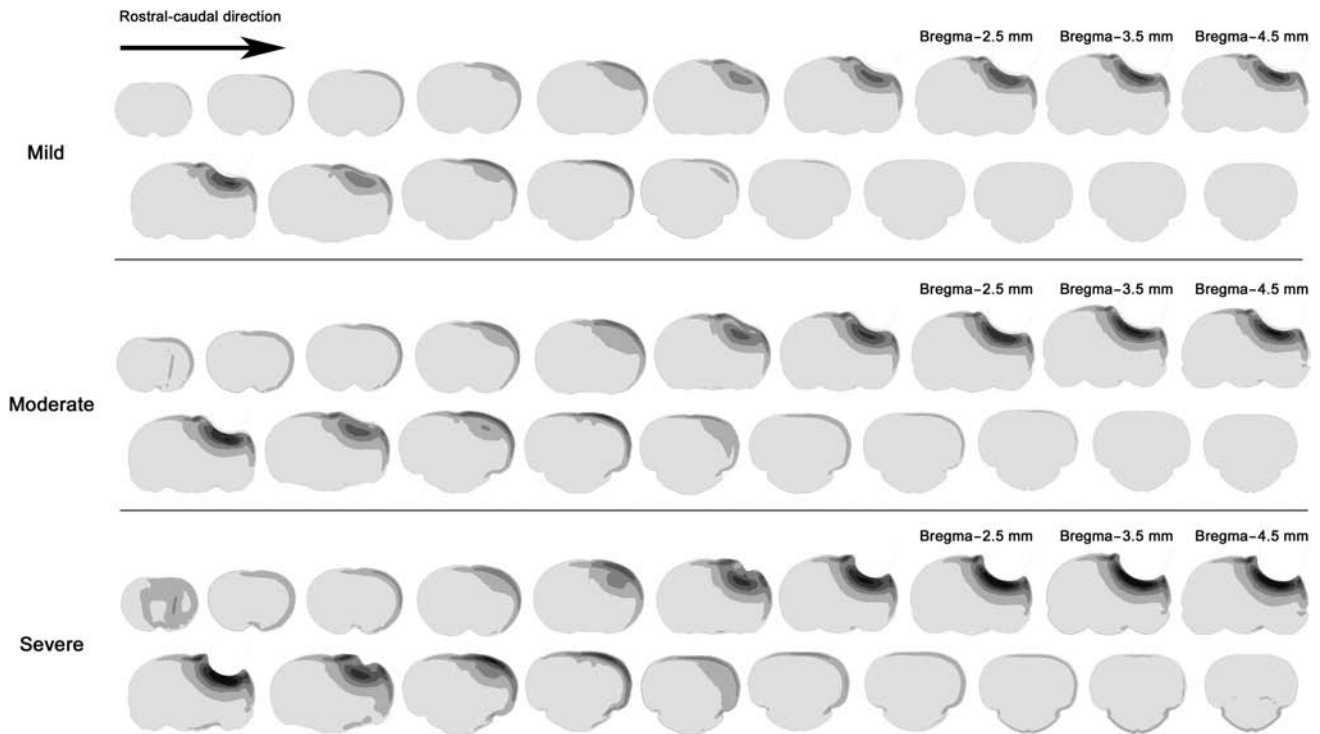 Rostral-caudal direction
Bregma-2.5 mm Bregma-3.5 mm Bregma-4.5 mm
Mild
Bregma-2.5 mm Bregma-3.5 mm Bregma-4.5 mm
Moderate
Bregma-2.5 mm Bregma-3.5 mm Bregma-4.5 mm
Severe